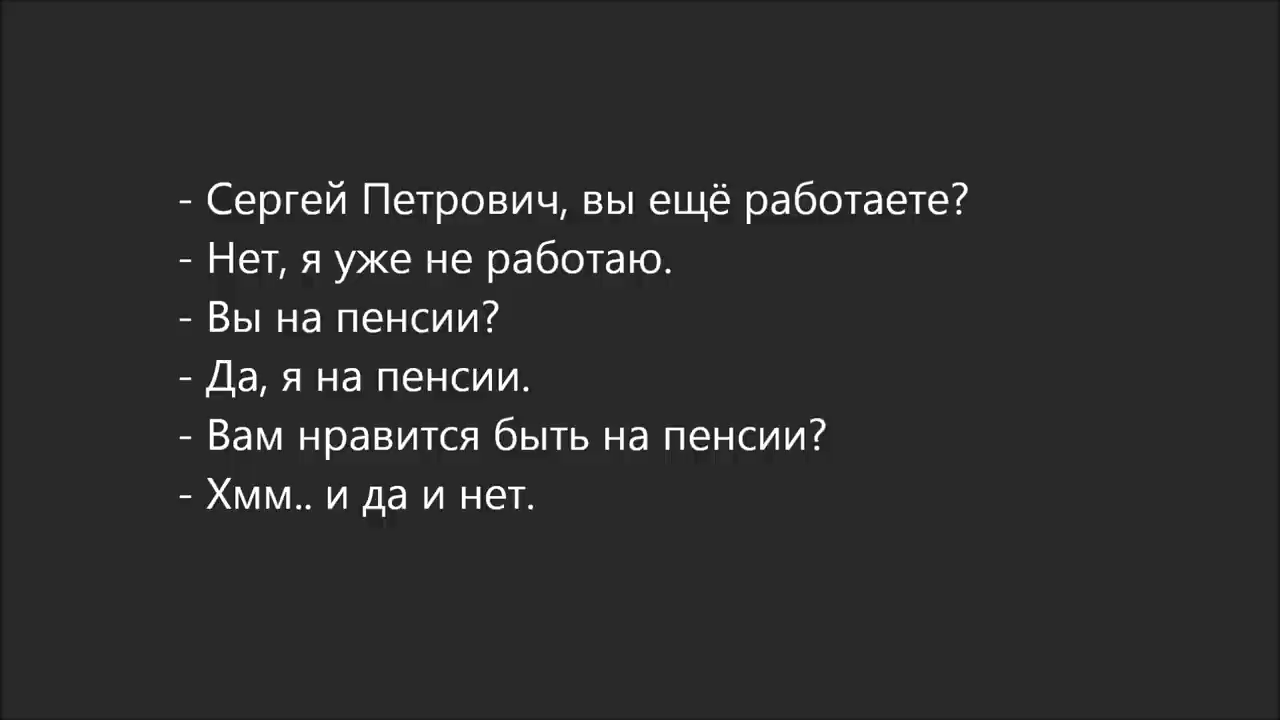 - Сергей Петрович, вы ещё работаете?
- Нет, я уже не работаю.
- Вы на пенсии?
- Да, я на пенсии.
- Вам нравится быть на пенсии?
- Хмм.. и да и нет.